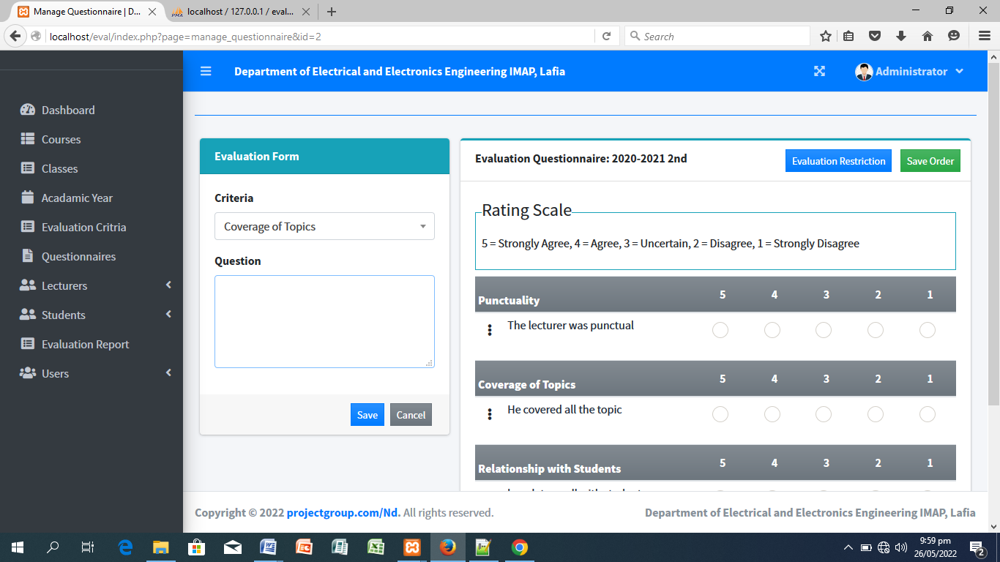 Manage Questionnaire | D...
localhost / 127.0.0.1 / eval...
localhost/eval/index.php?page=manage_questionnaire&id=2
Search
Department of Electrical and Electronics Engineering IMAP, Lafia
Administrator
Dashboard
Courses
Classes
Acadamic Year
Evaluation Critria
Questionnaires
Lecturers
Students
Evaluation Report
Users
Evaluation Form
Criteria
Coverage of Topics
Question
Save Cancel
Evaluation Questionnaire: 2020-2021 2nd
Evaluation Restriction Save Order
Rating Scale
5 = Strongly Agree, 4 = Agree, 3 = Uncertain, 2 = Disagree, 1 = Strongly Disagree
Punctuality 5 4 3 2 1
The lecturer was punctual
Coverage of Topics 5 4 3 2 1
He covered all the topic
Relationship with Students 5 4 3 2 1
Copyright © 2022 projectgroup.com/Nd. All rights reserved.
Department of Electrical and Electronics Engineering IMAP, Lafia
9:59 pm
26/05/2022
2